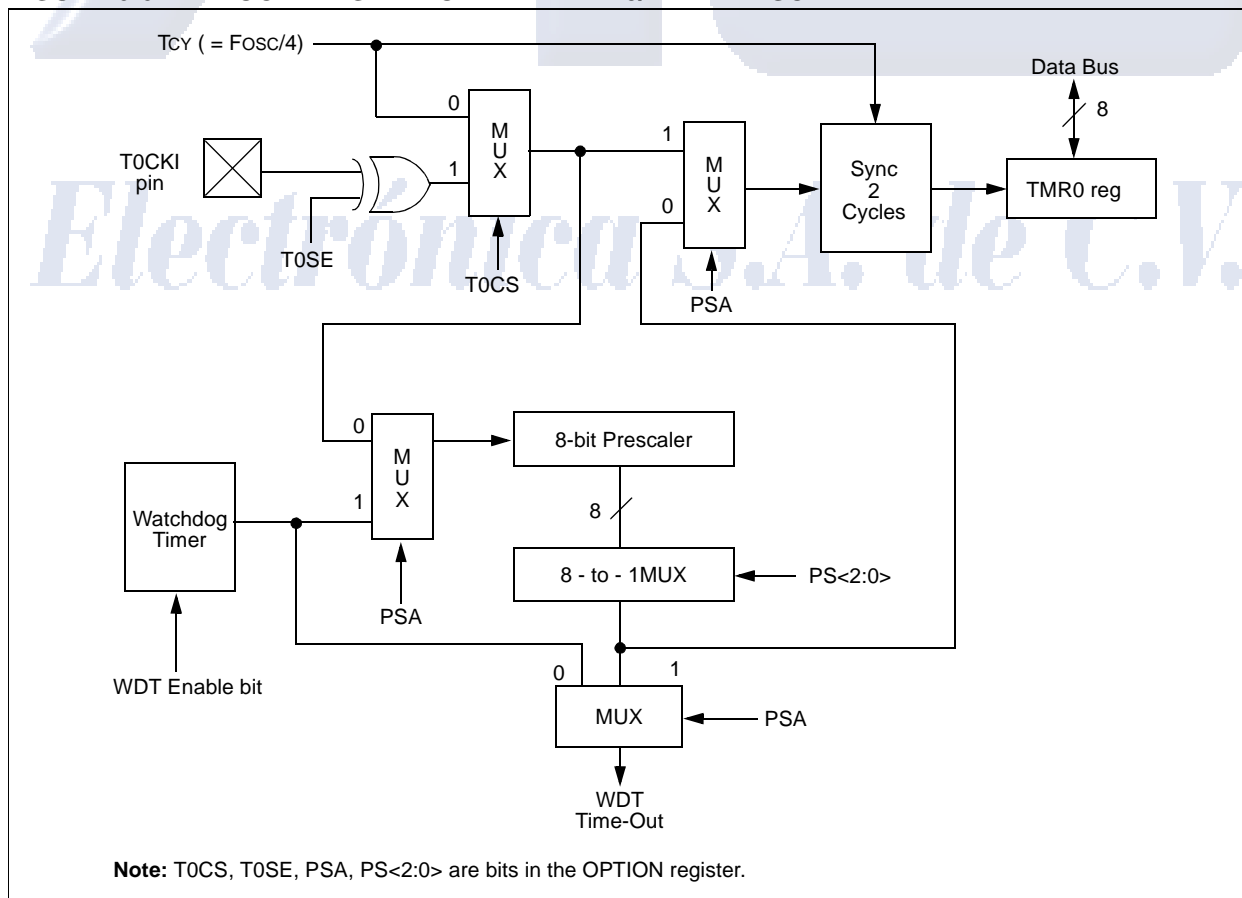 TCY ( = FOSC/4)
Data Bus
0
8
M
U
X
1
M
U
X
T0CKI
pin
1
Sync
2
Cycles
TMR0 reg
0
T0SE
T0CS
PSA
Electrónica S.A. de C.V.
0
M
U
X
8-bit Prescaler
1
Watchdog
Timer
8
8 - to - 1MUX
PS<2:0>
PSA
0
1
WDT Enable bit
MUX
PSA
WDT
Time-Out
Note: T0CS, T0SE, PSA, PS<2:0> are bits in the OPTION register.